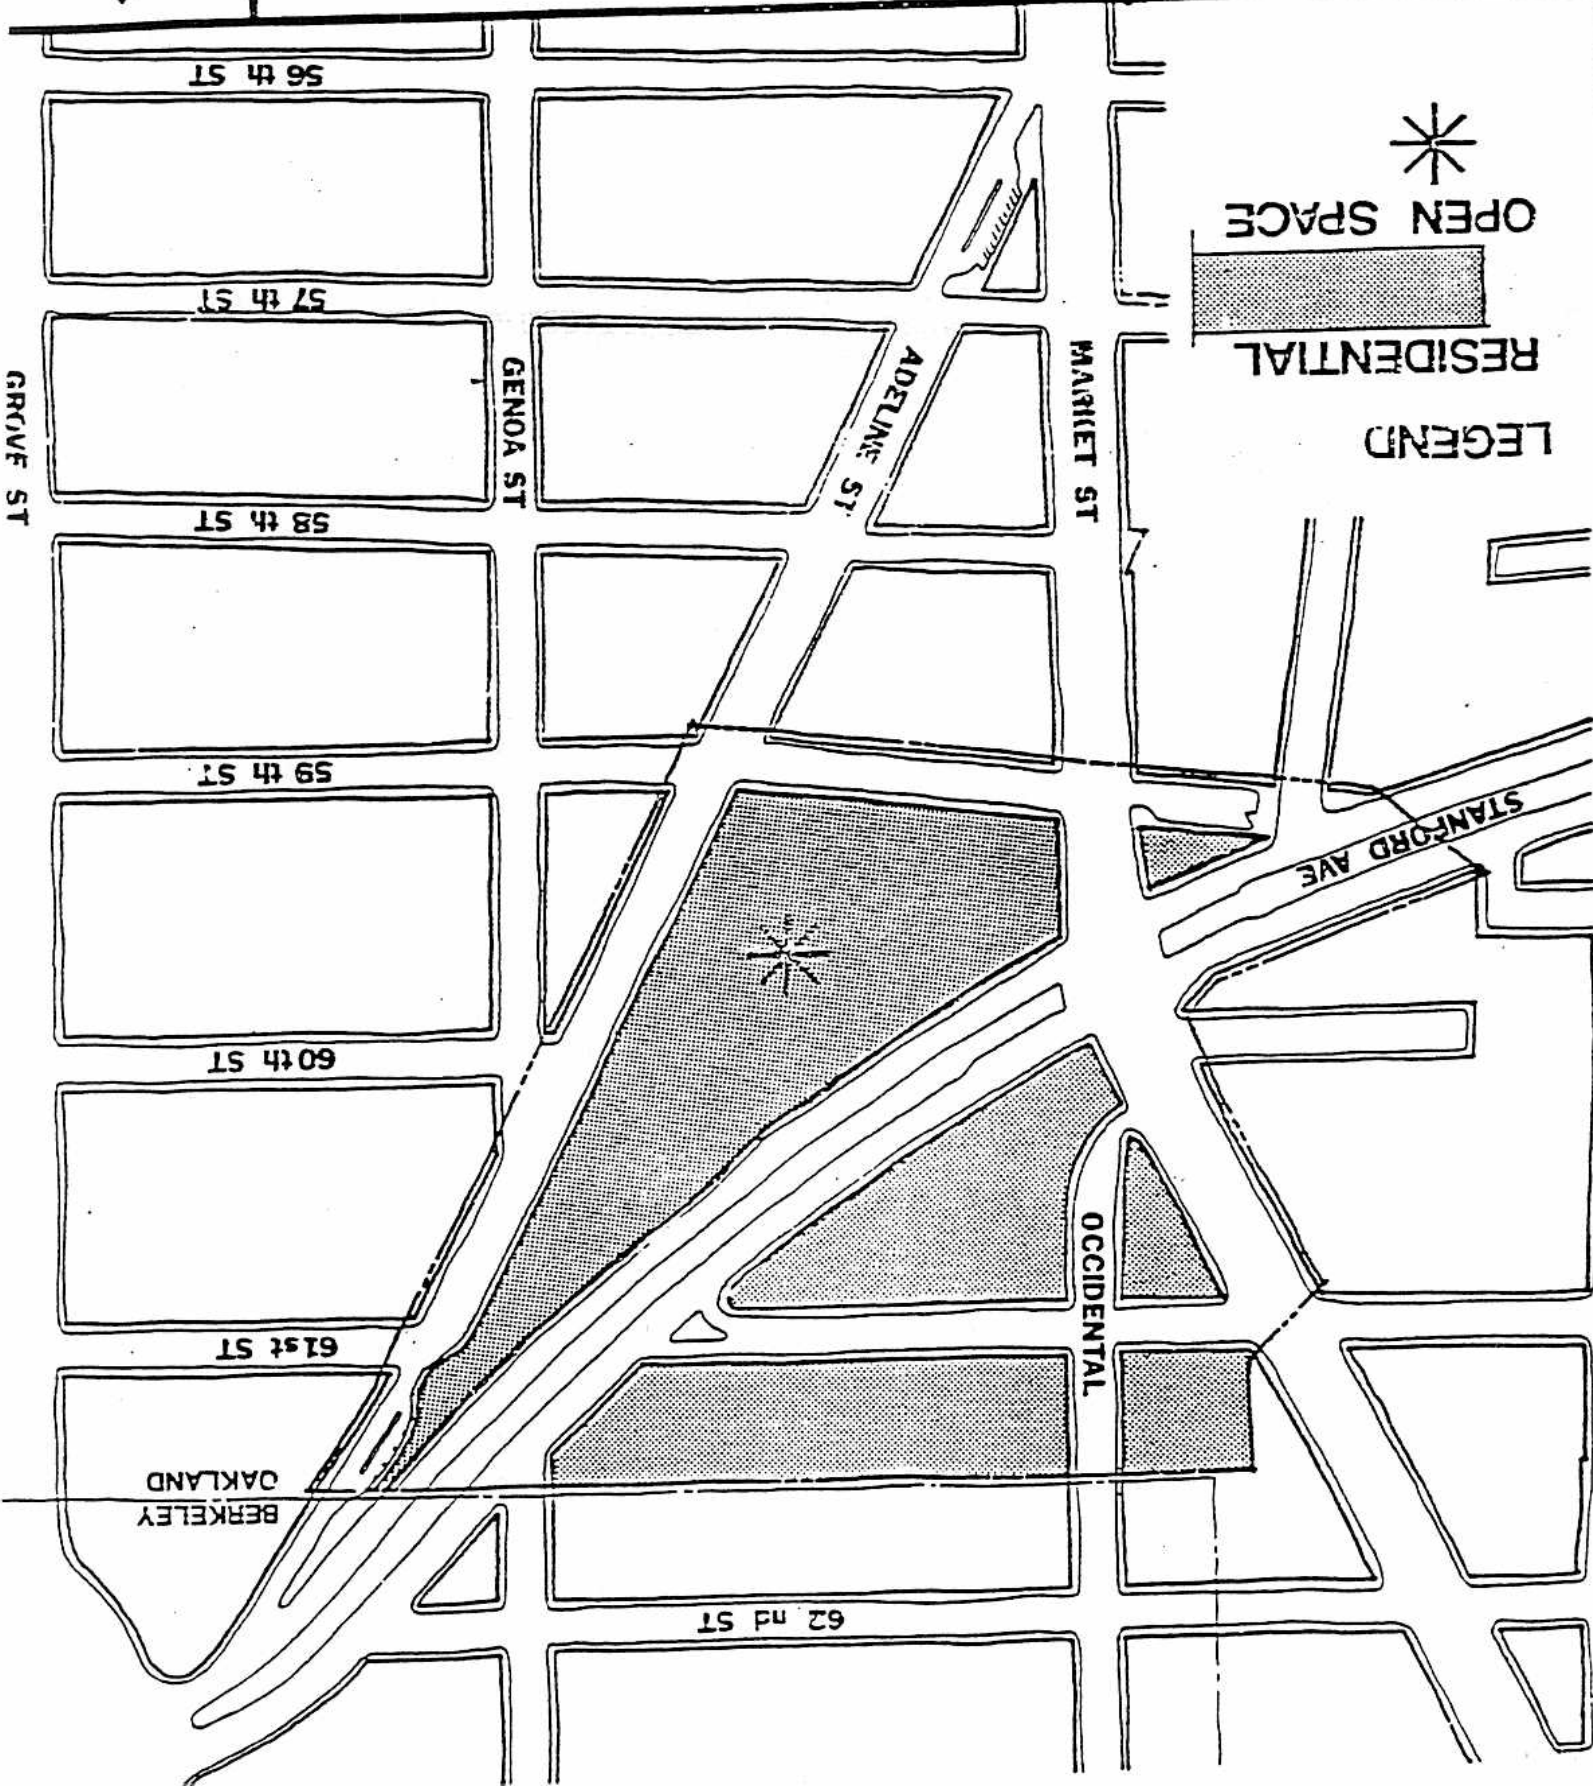 LEGEND
RESIDENTIAL
OPEN SPACE
STANFORD AVE
MARKET ST
ADELINE ST
GENOA ST
GROVE ST
OCCIDENTAL
62 nd ST
BERKELEY
OAKLAND
61st ST
60th ST
59 th ST
58 th ST
57 th ST
56 th ST